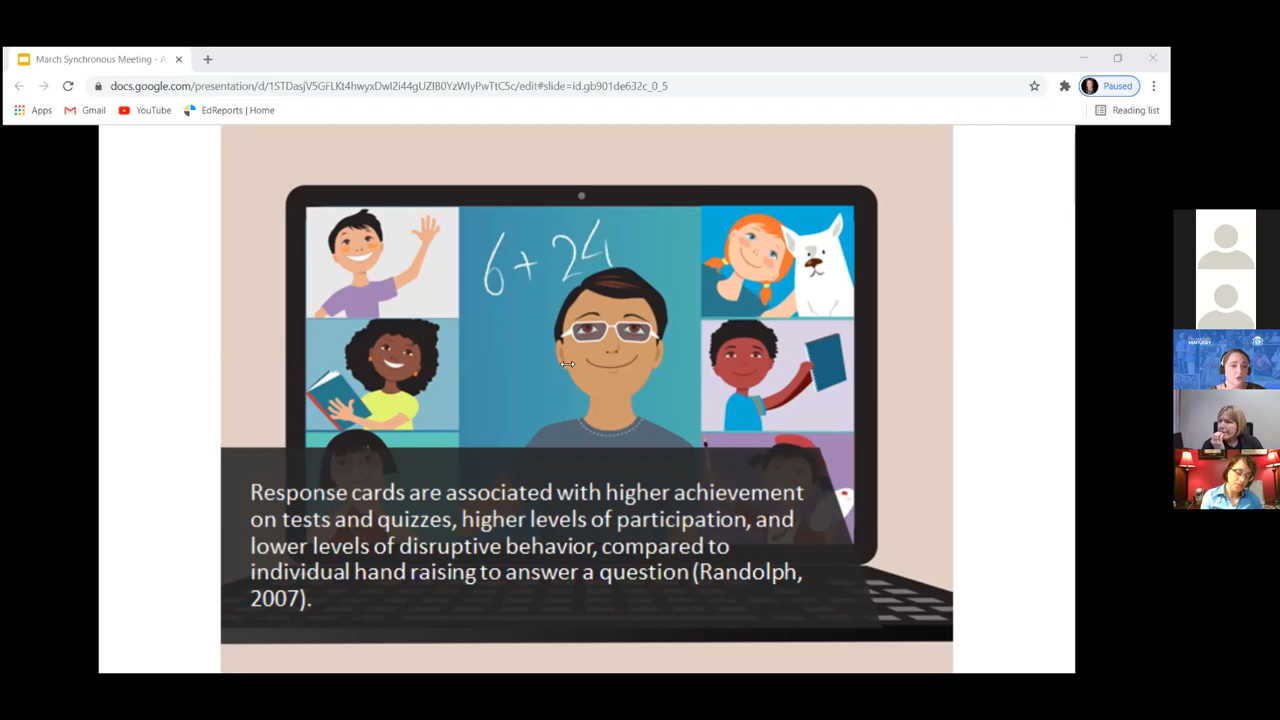 March Synchronous Meeting - A
docs.google.com/presentation/d/1STDasjV5GFLKt4hwyxDwI2i44gUZIB0YzWIyPwTtC5c/edit#slide=id.gb901de632c_0_5
Paused
Apps
Gmail
YouTube
EdReports | Home
Reading list
6+ 24
Response cards are associated with higher achievement
on tests and quizzes, higher levels of participation, and
lower levels of disruptive behavior, compared to
individual hand raising to answer a question (Randolph,
2007).
KENTUCKY